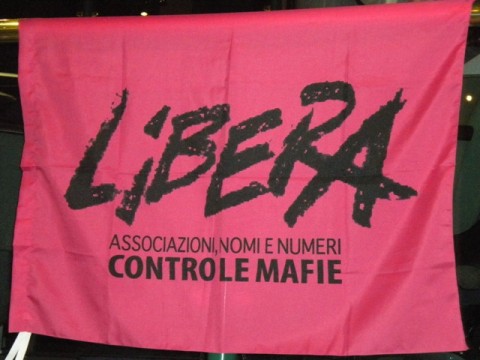 LiBERA
ASSOCIAZIONI, NOMI E NUMERI
CONTRO LE MAFIE